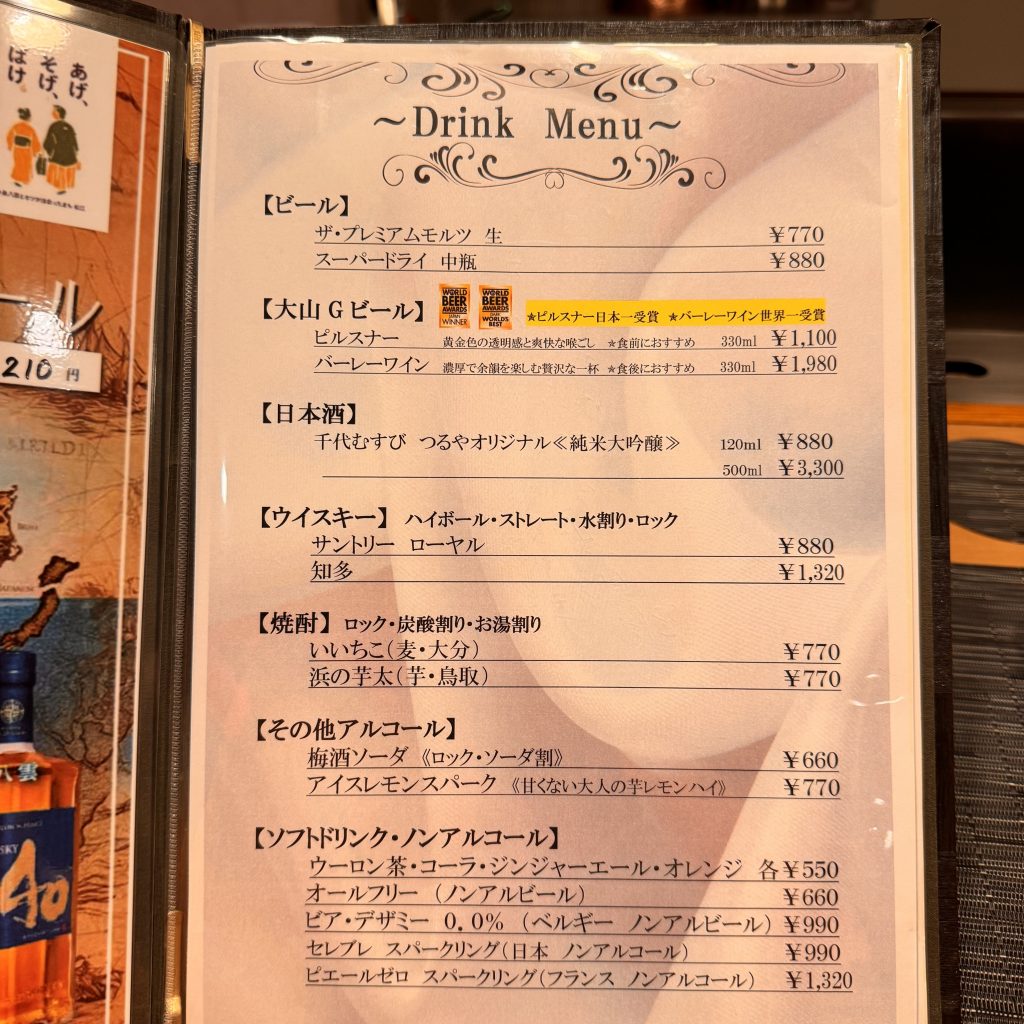 あげ、
そげ、
ばけ
ール
210 円
八雲
AO
～Drink Menu～
【ビール】
ザ・プレミアムモルツ 生 ￥770
スーパードライ 中瓶 ￥880
【大山 G ビール】 WORLD BEER AWARDS JAPAN WINNER WORLD BEER AWARDS WORLD'S BEST ★ピルスナー日本一受賞 ★バーレーワイン世界一受賞
ピルスナー 黄金色の透明感と爽快な喉ごし ★食前におすすめ 330ml ￥1,100
バーレーワイン 濃厚で余韻を楽しむ贅沢な一杯 ★食後におすすめ 330ml ￥1,980
【日本酒】
千代むすび つるやオリジナル≪純米大吟醸≫ 120ml ￥880
500ml ￥3,300
【ウイスキー】 ハイボール・ストレート・水割り・ロック
サントリー ローヤル ￥880
知多 ￥1,320
【焼酎】 ロック・炭酸割り・お湯割り
いいちこ（麦・大分） ￥770
浜の芋太（芋・鳥取） ￥770
【その他アルコール】
梅酒ソーダ 《ロック・ソーダ割》 ￥660
アイスレモンスパーク 《甘くない大人の芋レモンハイ》 ￥770
【ソフトドリンク・ノンアルコール】
ウーロン茶・コーラ・ジンジャーエール・オレンジ 各￥550
オールフリー （ノンアルビール） ￥660
ビア・デザミー 0.0% （ベルギー ノンアルビール） ￥990
セレブレ スパークリング（日本 ノンアルコール） ￥990
ピエールゼロ スパークリング（フランス ノンアルコール） ￥1,320